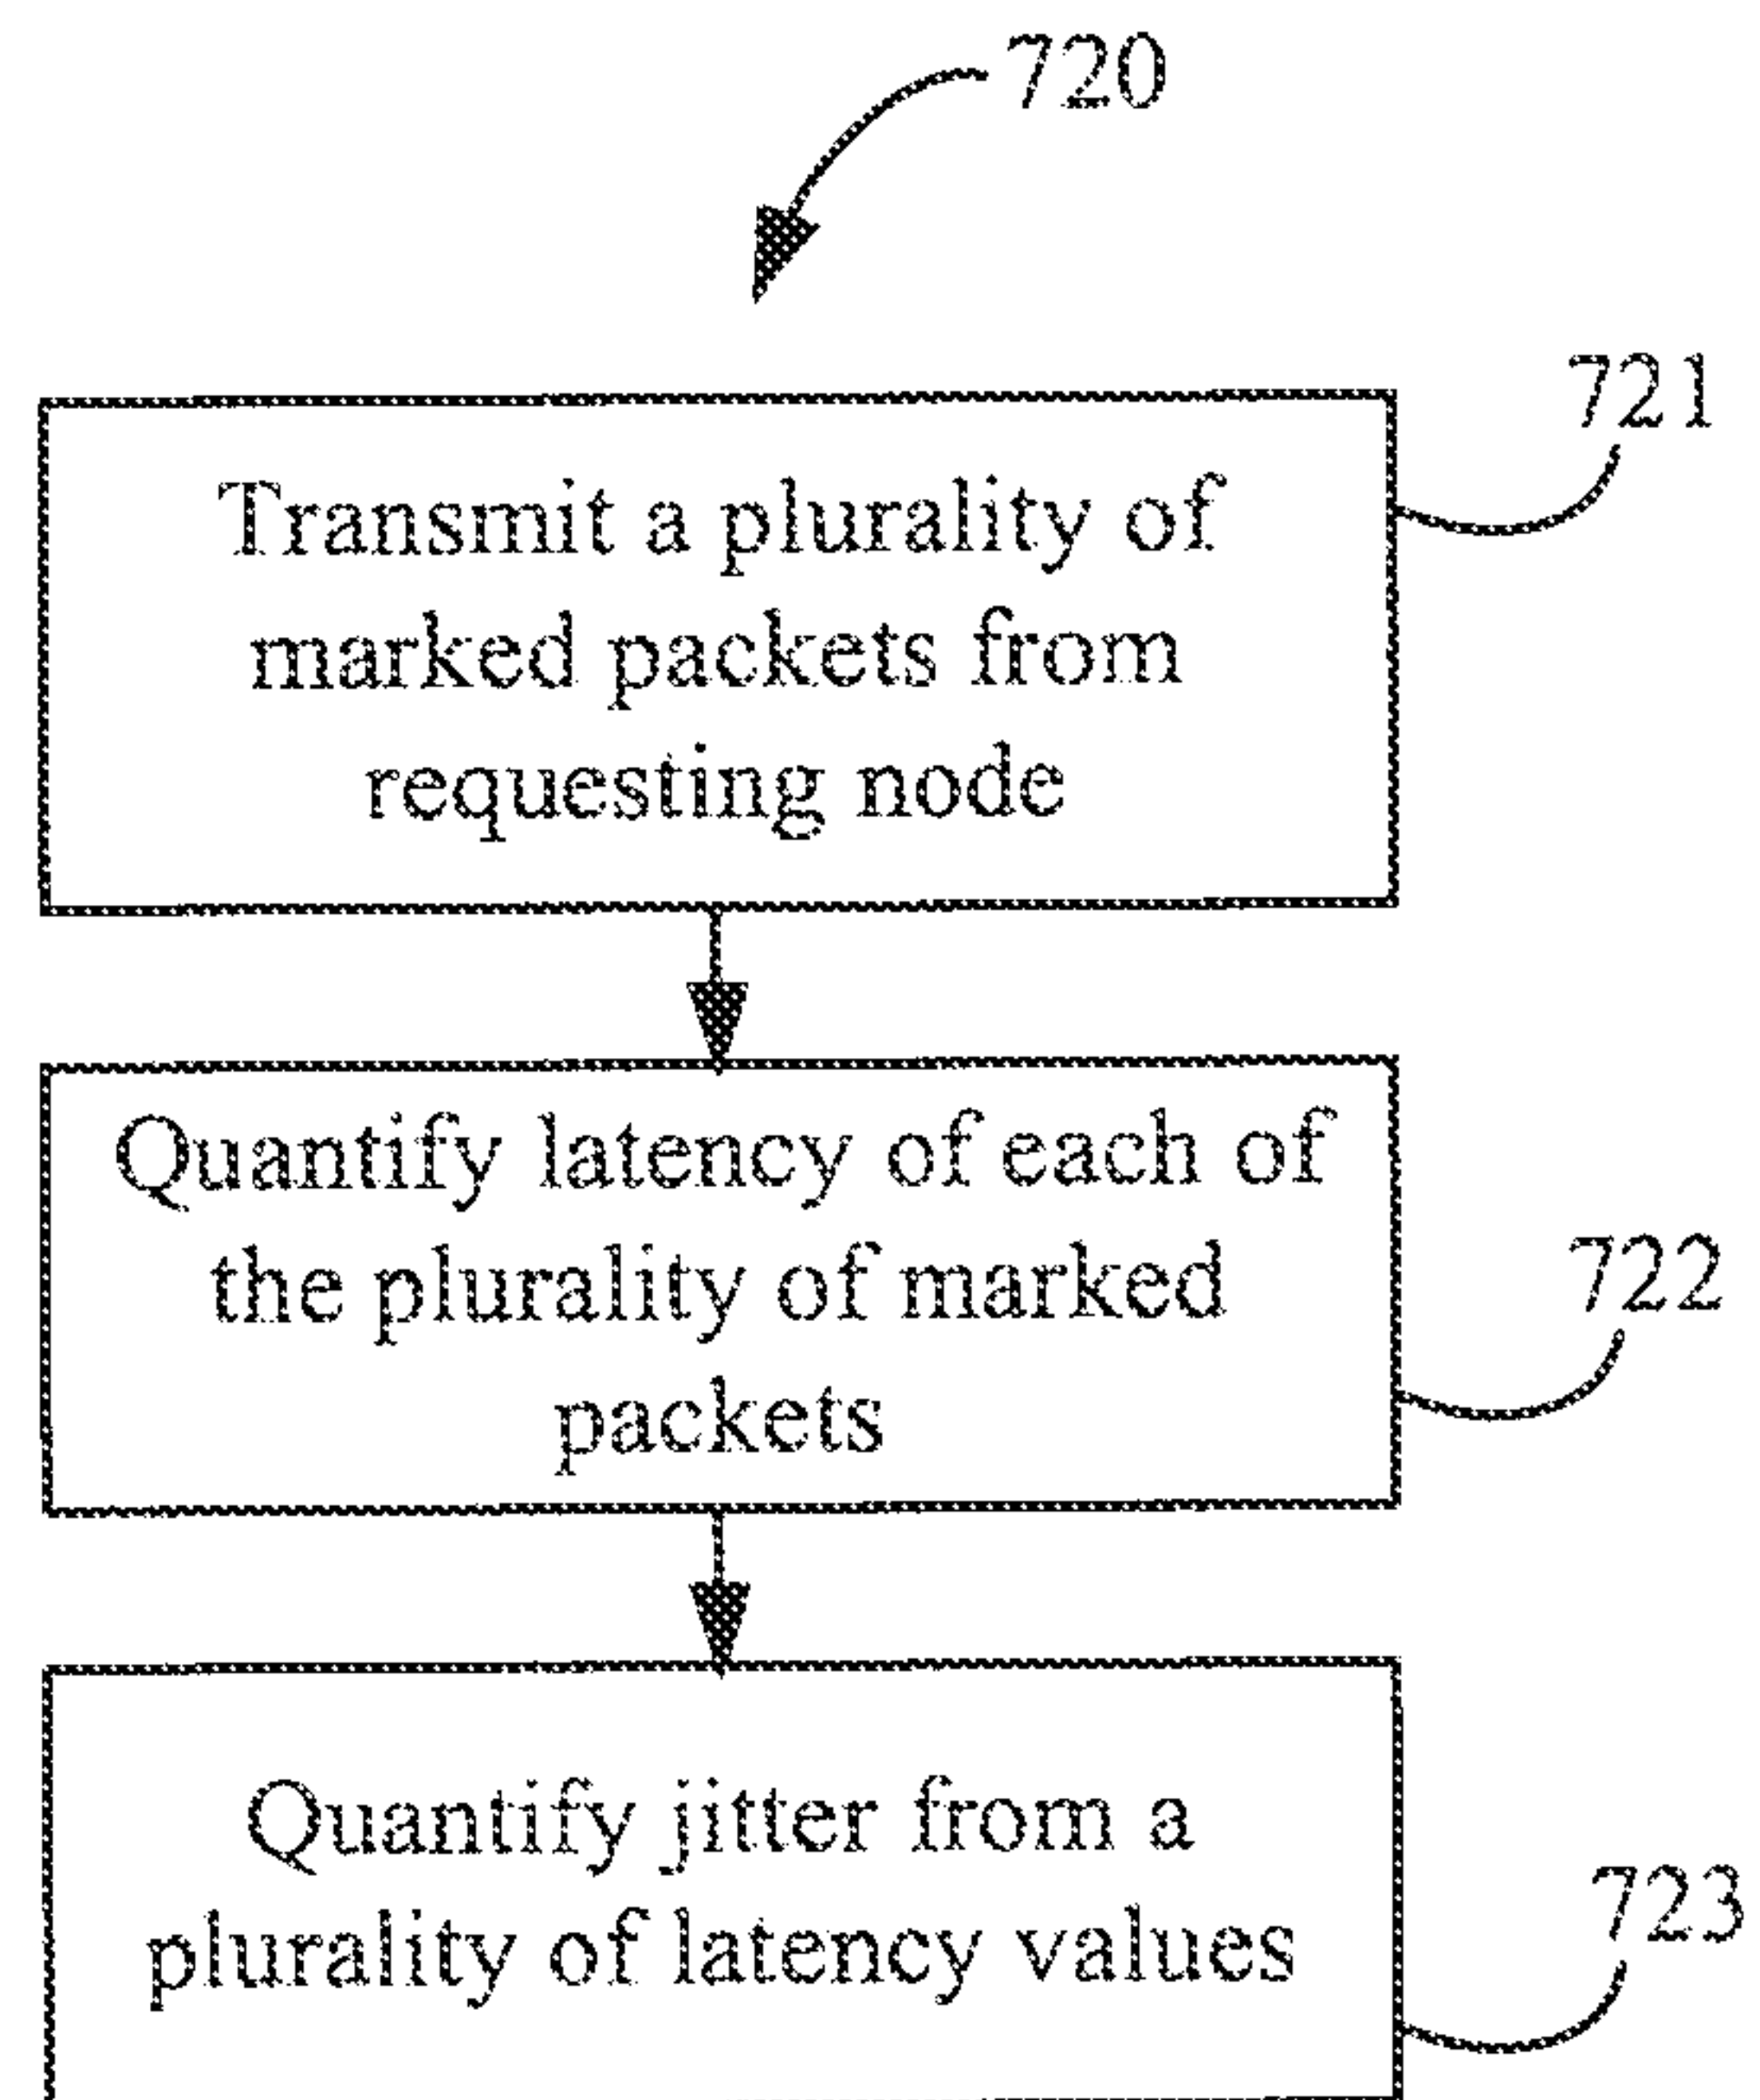 720
721
Transmit a plurality of
marked packets from
requesting node
Quantify latency of each of
the plurality of marked
packets
722
Quantify jitter from a
plurality of latency values
723